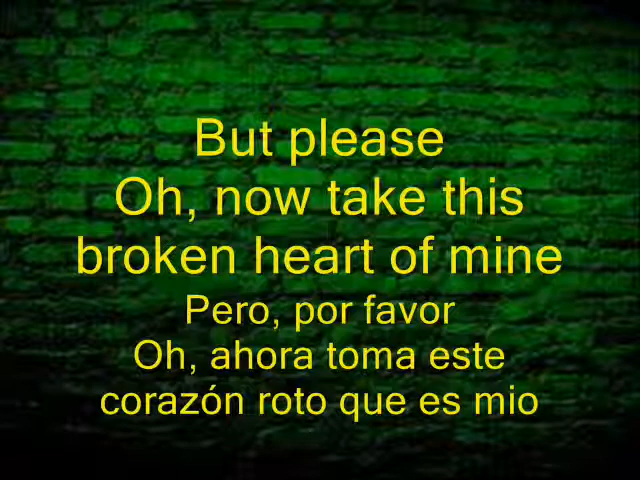 But please
Oh, now take this
broken heart of mine
Pero, por favor
Oh, ahora toma este
corazón roto que es mio